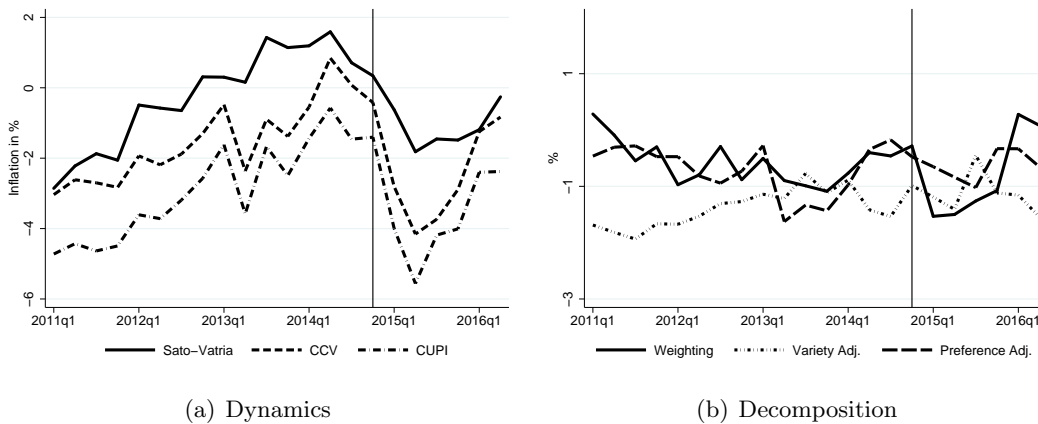 Inflation in %
2
0
−2
−4
−6
2011q1 2012q1 2013q1 2014q1 2015q1 2016q1
Sato−Vatria CCV CUPI
(a) Dynamics
%
1
−1
−3
2011q1 2012q1 2013q1 2014q1 2015q1 2016q1
Weighting Variety Adj. Preference Adj.
(b) Decomposition